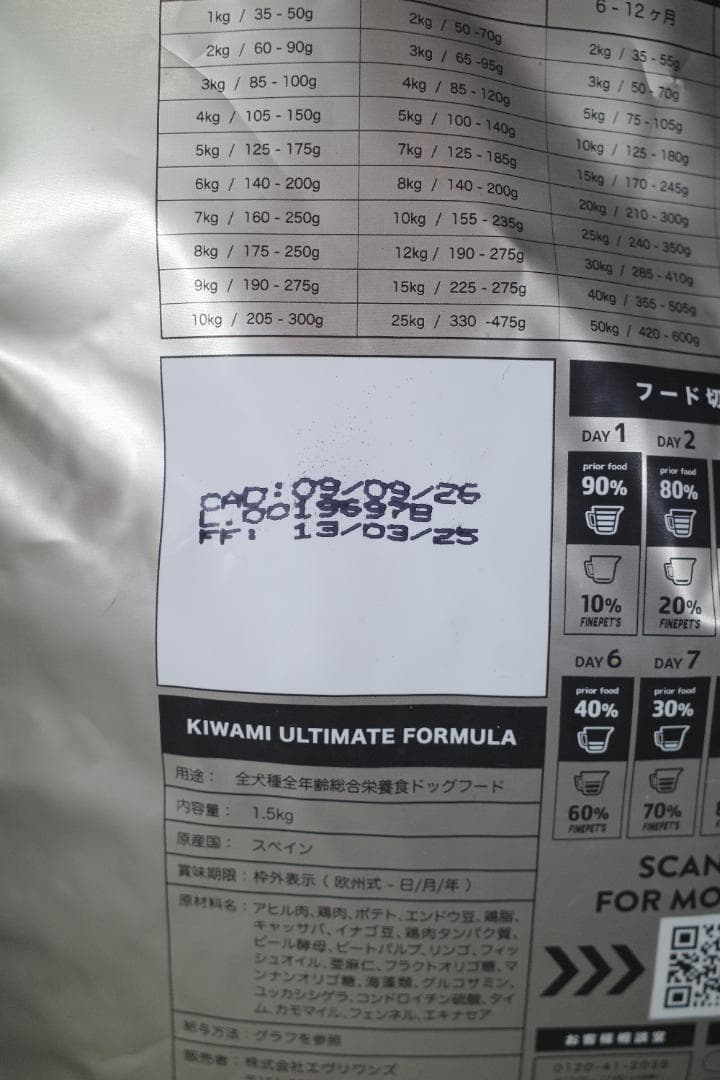 1kg / 35 - 50g
2kg / 60 - 90g
3kg / 85 - 100g
4kg / 105 - 150g
5kg / 125 - 175g
6kg / 140 - 200g
7kg / 160 - 250g
8kg / 175 - 250g
9kg / 190 - 275g
10kg / 205 - 300g
2kg / 50 -70g
3kg / 65 -95g
4kg / 85 - 120g
5kg / 100 - 140g
7kg / 125 - 185g
8kg / 140 - 200g
10kg / 155 - 235g
12kg / 190 - 275g
15kg / 225 - 275g
25kg / 330 -475g
6 - 12ヶ月
2kg / 35 - 55g
3kg / 50 - 70g
5kg / 75 - 105g
10kg / 125 - 180g
15kg / 170 - 245g
20kg / 210 - 300g
25kg / 240 - 350g
30kg / 285 - 410g
40kg / 355 - 505g
50kg / 420 - 600g
CAD:09/09/26
L.00196978
FF: 13/03/25
フード切
DAY 1
prior food
90%
10%
FINEPET'S
DAY 2
prior food
80%
20%
FINEPET'S
DAY 6
prior food
40%
60%
FINEPET'S
DAY 7
prior food
30%
70%
FINEPET'S
KIWAMI ULTIMATE FORMULA
用途： 全犬種全年齢総合栄養食ドッグフード
内容量： 1.5kg
原産国： スペイン
賞味期限：枠外表示（欧州式 - 日/月/年）
原材料名：アヒル肉、鶏肉、ポテト、エンドウ豆、鶏脂、
キャッサバ、イナゴ豆、鶏肉タンパク質、
ビール酵母、ビートパルプ、リンゴ、フィッ
シュオイル、亜麻仁、フラクトオリゴ糖、マ
ンナンオリゴ糖、海藻類、グルコサミン、
ユッカシジゲラ、コンドロイチン硫酸、タイ
ム、カモマイル、フェンネル、エキナセア
給与方法：グラフを参照
販売者：株式会社エヴリワンズ
SCAN
FOR MO
お客様相談室